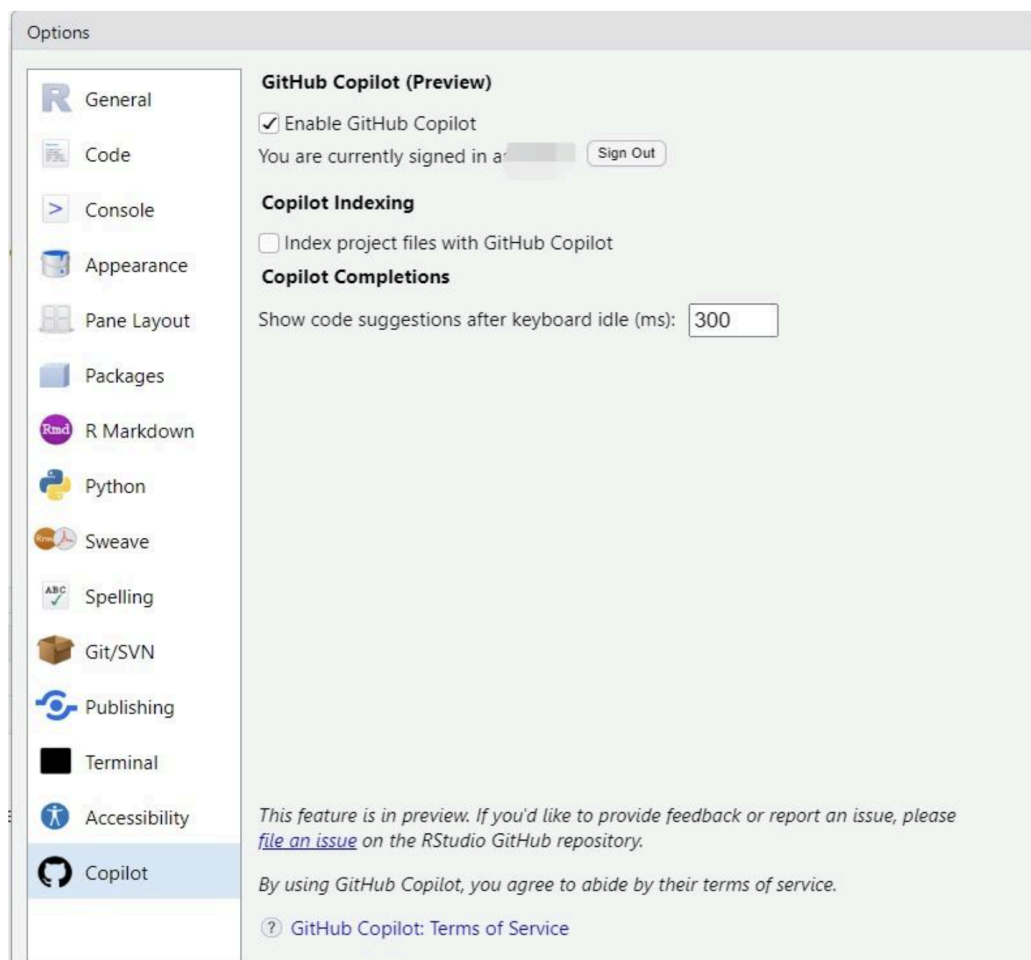 Options
General
Code
Console
Appearance
Pane Layout
Packages
Rmd R Markdown
Python
Sweave
ABC Spelling
Git/SVN
Publishing
Terminal
Accessibility
Copilot
GitHub Copilot (Preview)
Enable GitHub Copilot
You are currently signed in Sign Out
Copilot Indexing
Index project files with GitHub Copilot
Copilot Completions
Show code suggestions after keyboard idle (ms): 300
This feature is in preview. If you'd like to provide feedback or report an issue, please
file an issue on the RStudio GitHub repository.
By using GitHub Copilot, you agree to abide by their terms of service.
? GitHub Copilot: Terms of Service